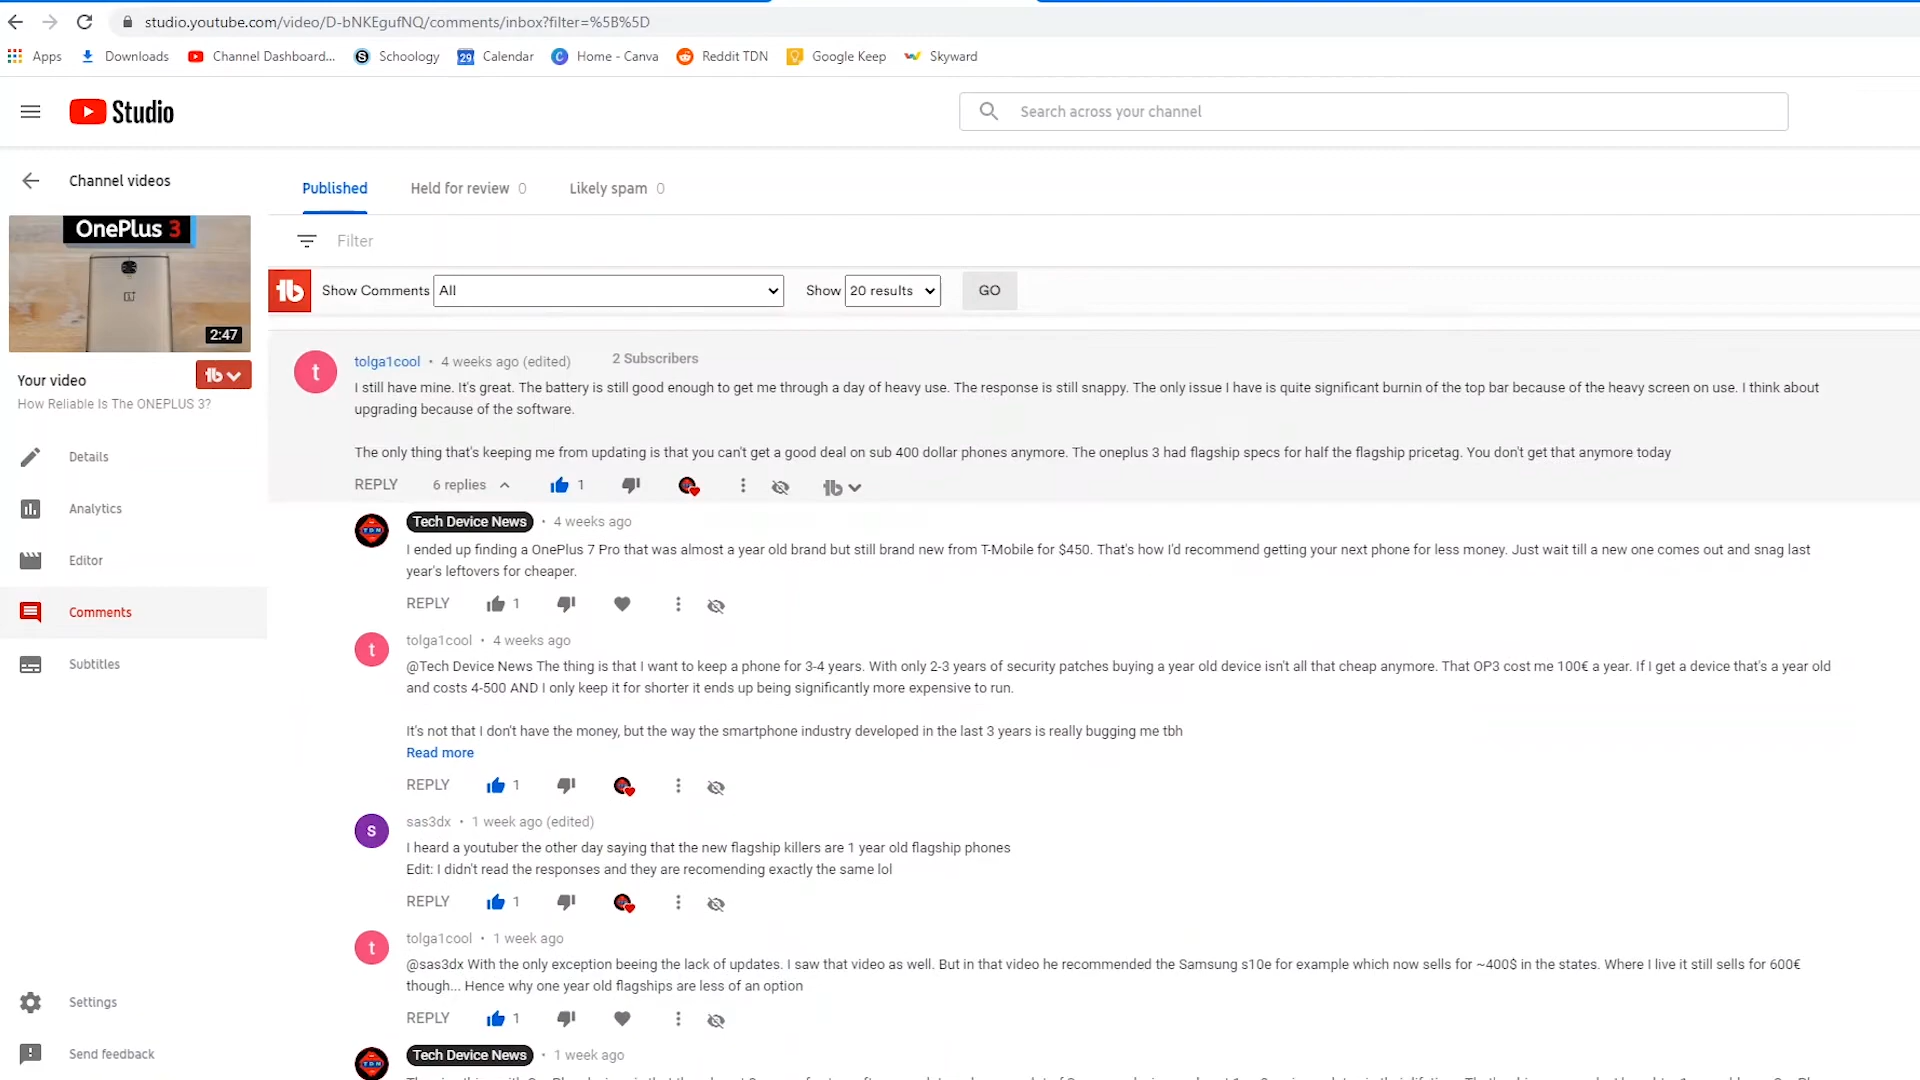 studio.youtube.com/video/D-bNKEgufNQ/comments/inbox?filter=%5B%5D
Apps Downloads Channel Dashboard... Schoology 29 Calendar Home - Canva Reddit TDN Google Keep Skyward
Studio
Search across your channel
Channel videos
Published Held for review 0 Likely spam 0
OnePlus 3
2:47
Filter
Show Comments All Show 20 results GO
Your video
How Reliable Is The ONEPLUS 3?
Details
Analytics
Editor
Comments
Subtitles
Settings
Send feedback
t
tolga1cool • 4 weeks ago (edited) 2 Subscribers
I still have mine. It's great. The battery is still good enough to get me through a day of heavy use. The response is still snappy. The only issue I have is quite significant burnin of the top bar because of the heavy screen on use. I think about
upgrading because of the software.
The only thing that's keeping me from updating is that you can't get a good deal on sub 400 dollar phones anymore. The oneplus 3 had flagship specs for half the flagship pricetag. You don't get that anymore today
REPLY 6 replies 1
TDN
Tech Device News • 4 weeks ago
I ended up finding a OnePlus 7 Pro that was almost a year old brand but still brand new from T-Mobile for $450. That's how I'd recommend getting your next phone for less money. Just wait till a new one comes out and snag last
year's leftovers for cheaper.
REPLY 1
t
tolga1cool • 4 weeks ago
@Tech Device News The thing is that I want to keep a phone for 3-4 years. With only 2-3 years of security patches buying a year old device isn't all that cheap anymore. That OP3 cost me 100€ a year. If I get a device that's a year old
and costs 4-500 AND I only keep it for shorter it ends up being significantly more expensive to run.
It's not that I don't have the money, but the way the smartphone industry developed in the last 3 years is really bugging me tbh
Read more
REPLY 1
s
sas3dx • 1 week ago (edited)
I heard a youtuber the other day saying that the new flagship killers are 1 year old flagship phones
Edit: I didn't read the responses and they are recomending exactly the same lol
REPLY 1
t
tolga1cool • 1 week ago
@sas3dx With the only exception beeing the lack of updates. I saw that video as well. But in that video he recommended the Samsung s10e for example which now sells for ~400$ in the states. Where I live it still sells for 600€
though... Hence why one year old flagships are less of an option
REPLY 1
TDN
Tech Device News • 1 week ago